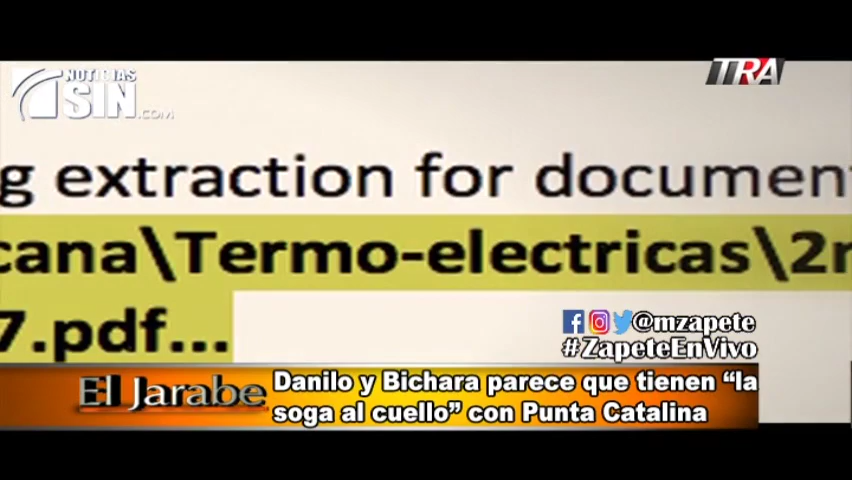 NOTICIAS
SIN.COM
TRA
g extraction for documen
cana\Termo-electricas\2
7.pdf...
@mzapete
#ZapeteEnVivo
El Jarabe
Danilo y Bichara parece que tienen “la
soga al cuello” con Punta Catalina